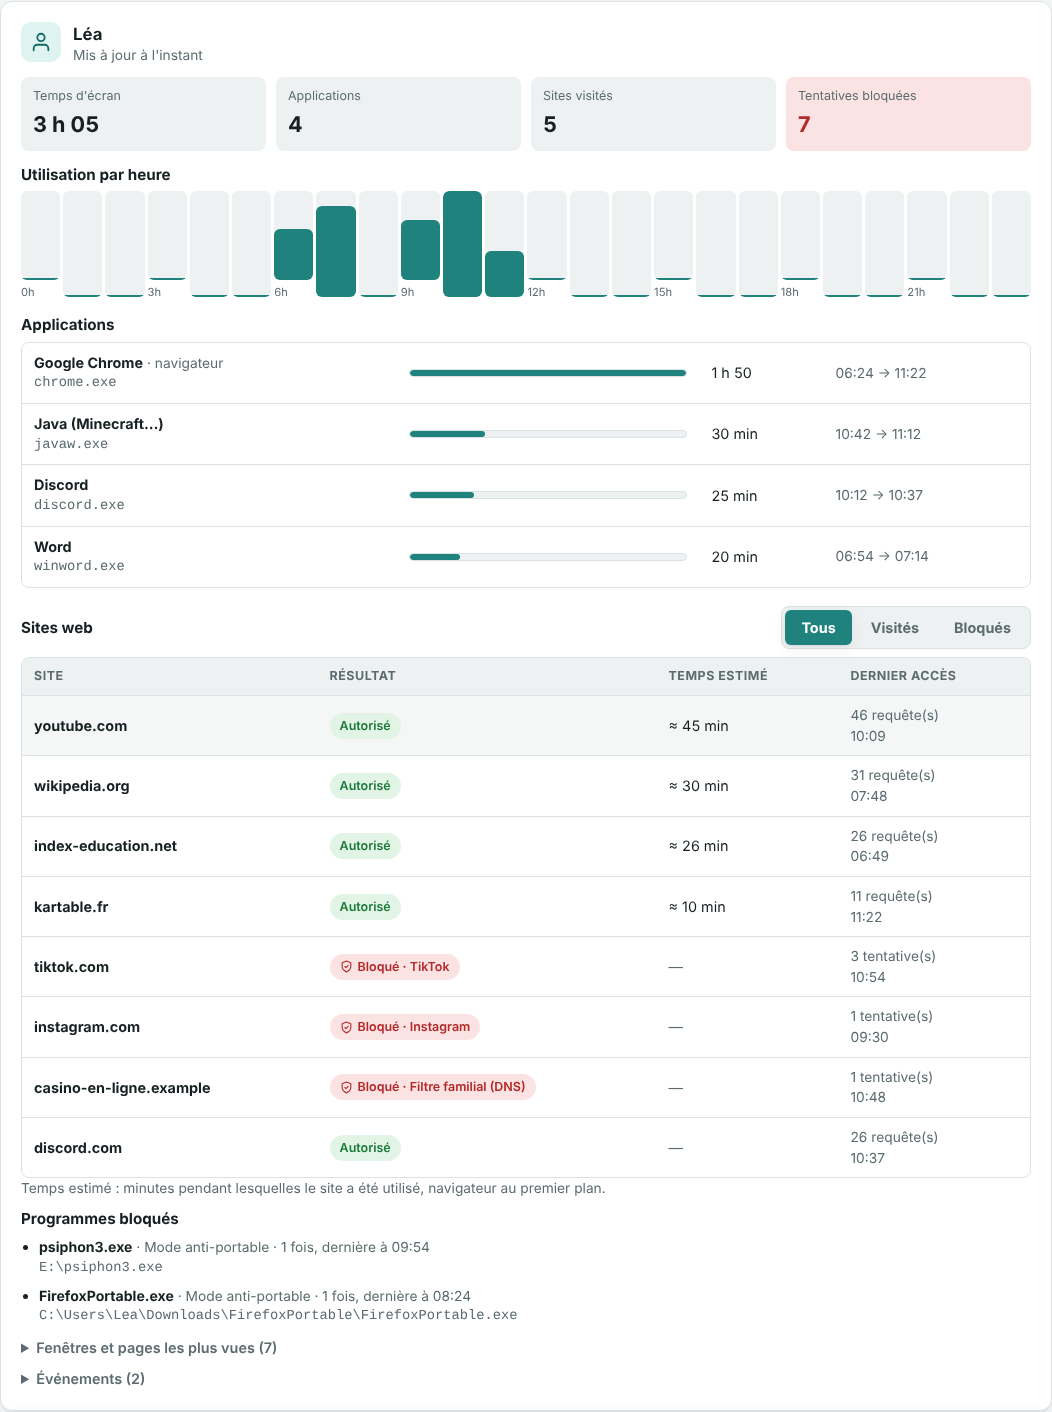 Léa
Mis à jour à l'instant
Temps d'écran
3 h 05
Applications
4
Sites visités
5
Tentatives bloquées
7
Utilisation par heure
0h 3h 6h 9h 12h 15h 18h 21h
Applications
Google Chrome · navigateur
chrome.exe
1 h 50
06:24 → 11:22
Java (Minecraft…)
javaw.exe
30 min
10:42 → 11:12
Discord
discord.exe
25 min
10:12 → 10:37
Word
winword.exe
20 min
06:54 → 07:14
Sites web
Tous Visités Bloqués
SITE RÉSULTAT TEMPS ESTIMÉ DERNIER ACCÈS
youtube.com Autorisé ≈ 45 min 46 requête(s)
10:09
wikipedia.org Autorisé ≈ 30 min 31 requête(s)
07:48
index-education.net Autorisé ≈ 26 min 26 requête(s)
06:49
kartable.fr Autorisé ≈ 10 min 11 requête(s)
11:22
tiktok.com Bloqué · TikTok — 3 tentative(s)
10:54
instagram.com Bloqué · Instagram — 1 tentative(s)
09:30
casino-en-ligne.example Bloqué · Filtre familial (DNS) — 1 tentative(s)
10:48
discord.com Autorisé — 26 requête(s)
10:37
Temps estimé : minutes pendant lesquelles le site a été utilisé, navigateur au premier plan.
Programmes bloqués
• psiphon3.exe · Mode anti-portable · 1 fois, dernière à 09:54
E:\psiphon3.exe
• FirefoxPortable.exe · Mode anti-portable · 1 fois, dernière à 08:24
C:\Users\Lea\Downloads\FirefoxPortable\FirefoxPortable.exe
▶ Fenêtres et pages les plus vues (7)
▶ Événements (2)